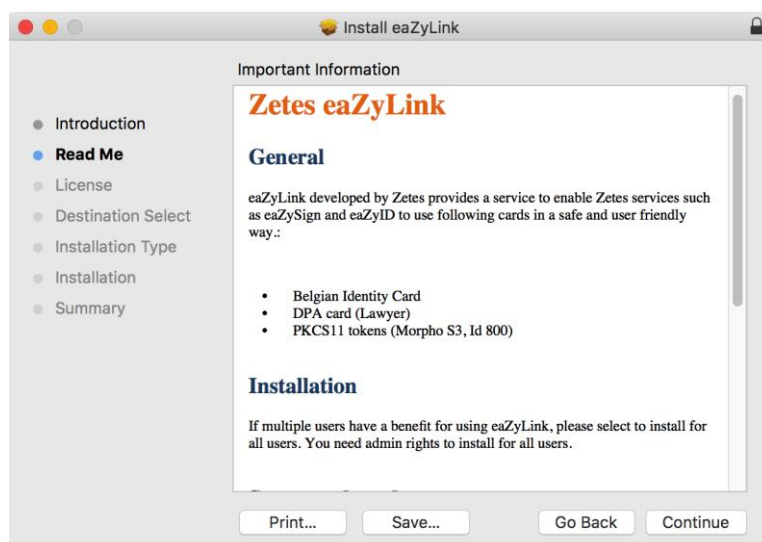 Install eaZyLink
Important Information
Introduction
Read Me
License
Destination Select
Installation Type
Installation
Summary
Zetes eaZyLink
General
eaZyLink developed by Zetes provides a service to enable Zetes services such
as eaZySign and eaZyID to use following cards in a safe and user friendly
way.:
• Belgian Identity Card
• DPA card (Lawyer)
• PKCS11 tokens (Morpho S3, Id 800)
Installation
If multiple users have a benefit for using eaZyLink, please select to install for
all users. You need admin rights to install for all users.
Print...
Save...
Go Back
Continue